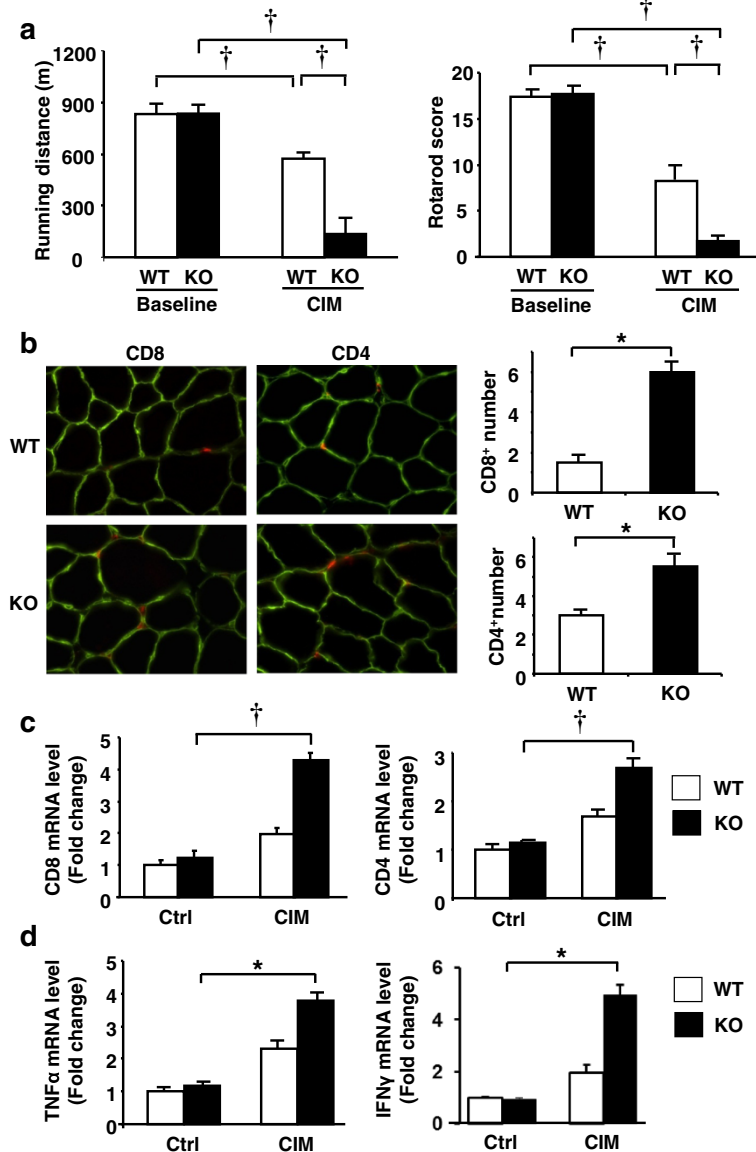 a
†
†
†
Running distance (m)
1200
900
600
300
0
WT KO WT KO
Baseline CIM
†
†
†
Rotarod score
20
15
10
5
0
WT KO WT KO
Baseline CIM
b
CD8 CD4
WT
KO
*
CD8⁺ number
6
4
2
0
WT KO
*
CD4⁺number
6
4
2
0
WT KO
c
†
CD8 mRNA level
(Fold change)
5
4
3
2
1
0
Ctrl CIM
†
CD4 mRNA level
(Fold change)
3
2
1
0
Ctrl CIM
WT
KO
d
*
TNFα mRNA level
(Fold change)
5
4
3
2
1
0
Ctrl CIM
*
IFNγ mRNA level
(Fold change)
6
4
2
0
Ctrl CIM
WT
KO